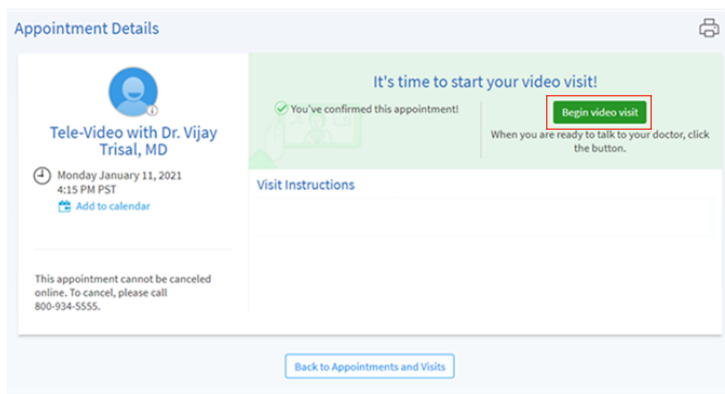 Appointment Details
Tele-Video with Dr. Vijay
Trisal, MD
Monday January 11, 2021
4:15 PM PST
Add to calendar
This appointment cannot be canceled
online. To cancel, please call
800-934-5555.
It's time to start your video visit!
You've confirmed this appointment!
Begin video visit
When you are ready to talk to your doctor, click
the button.
Visit Instructions
Back to Appointments and Visits